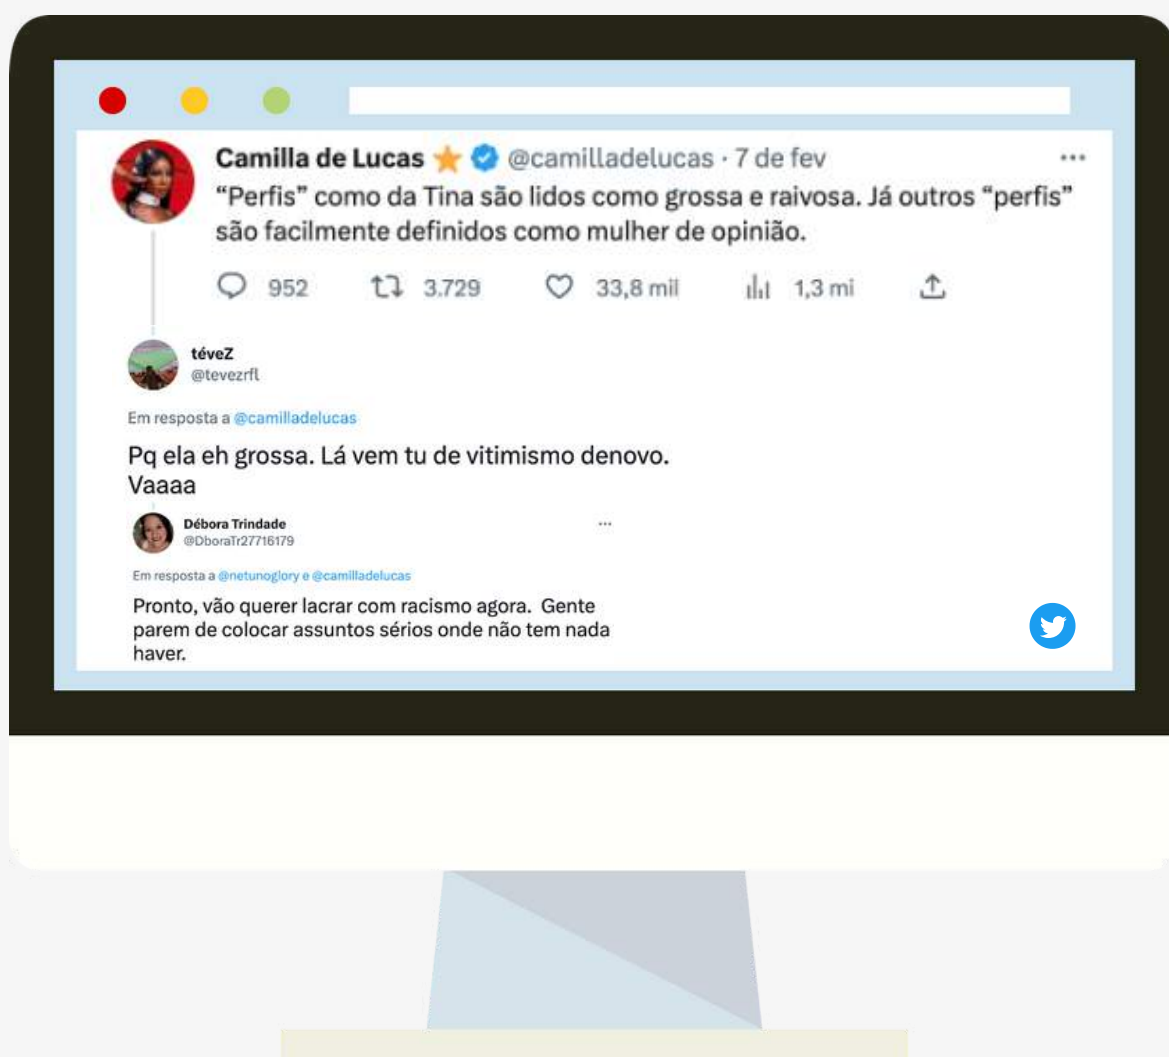 Camilla de Lucas @camilladelucas · 7 de fev
“Perfis” como da Tina são lidos como grossa e raivosa. Já outros “perfis”
são facilmente definidos como mulher de opinião.
952 3.729 33,8 mil 1,3 mi
téveZ
@tevezrfl
Em resposta a @camilladelucas
Pq ela eh grossa. Lá vem tu de vitimismo denovo.
Vaaaa
Débora Trindade
@DboraTr27716179
Em resposta a @netunoglory e @camilladelucas
Pronto, vão querer lacrar com racismo agora. Gente
parem de colocar assuntos sérios onde não tem nada
haver.